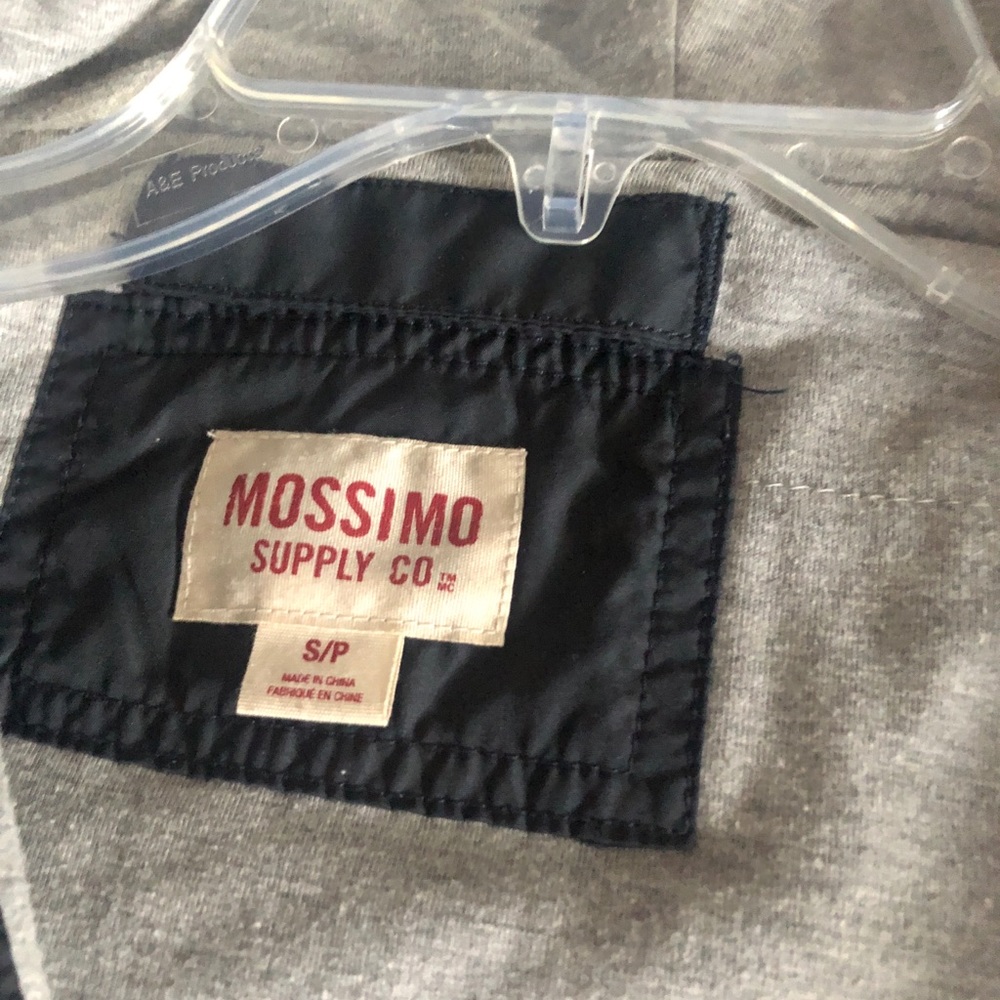 A&E Products
MOSSIMO
SUPPLY CO TM
MC
S/P
MADE IN CHINA
FABRIQUÉ EN CHINE